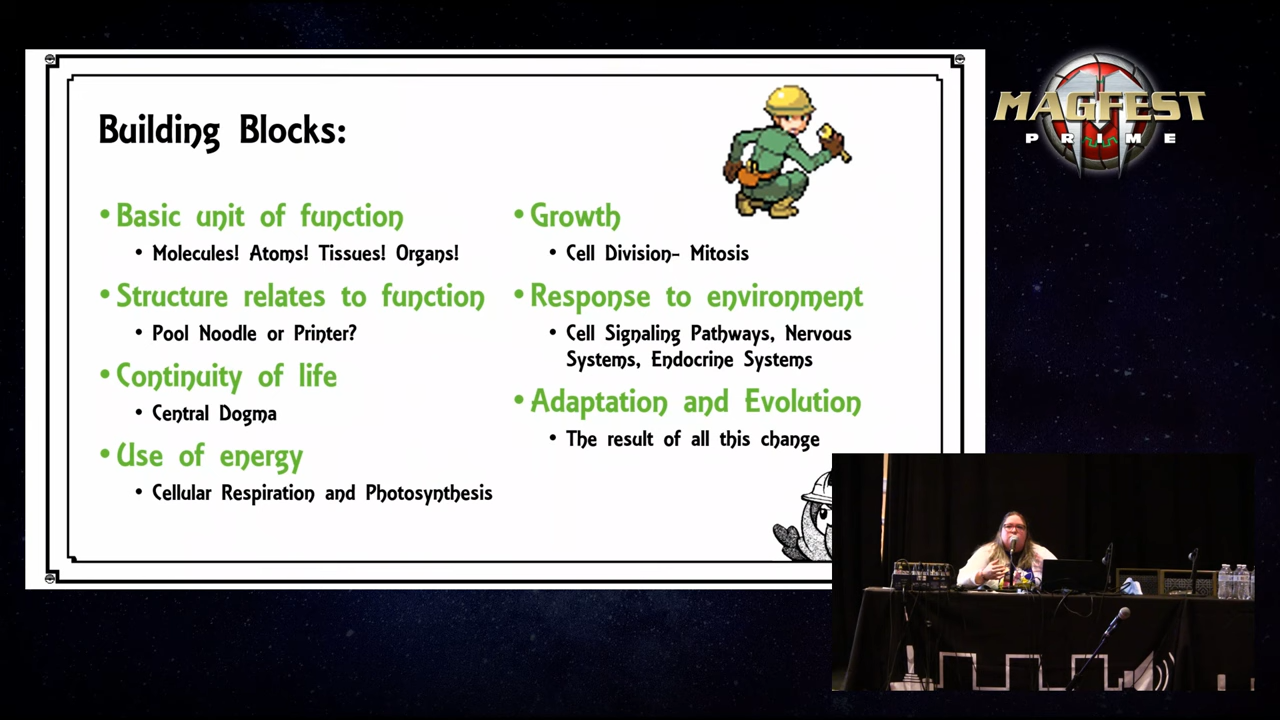 Building Blocks:
• Basic unit of function
• Molecules! Atoms! Tissues! Organs!
• Structure relates to function
• Pool Noodle or Printer?
• Continuity of life
• Central Dogma
• Use of energy
• Cellular Respiration and Photosynthesis
• Growth
• Cell Division- Mitosis
• Response to environment
• Cell Signaling Pathways, Nervous
Systems, Endocrine Systems
• Adaptation and Evolution
• The result of all this change
MAGFEST
PRIME